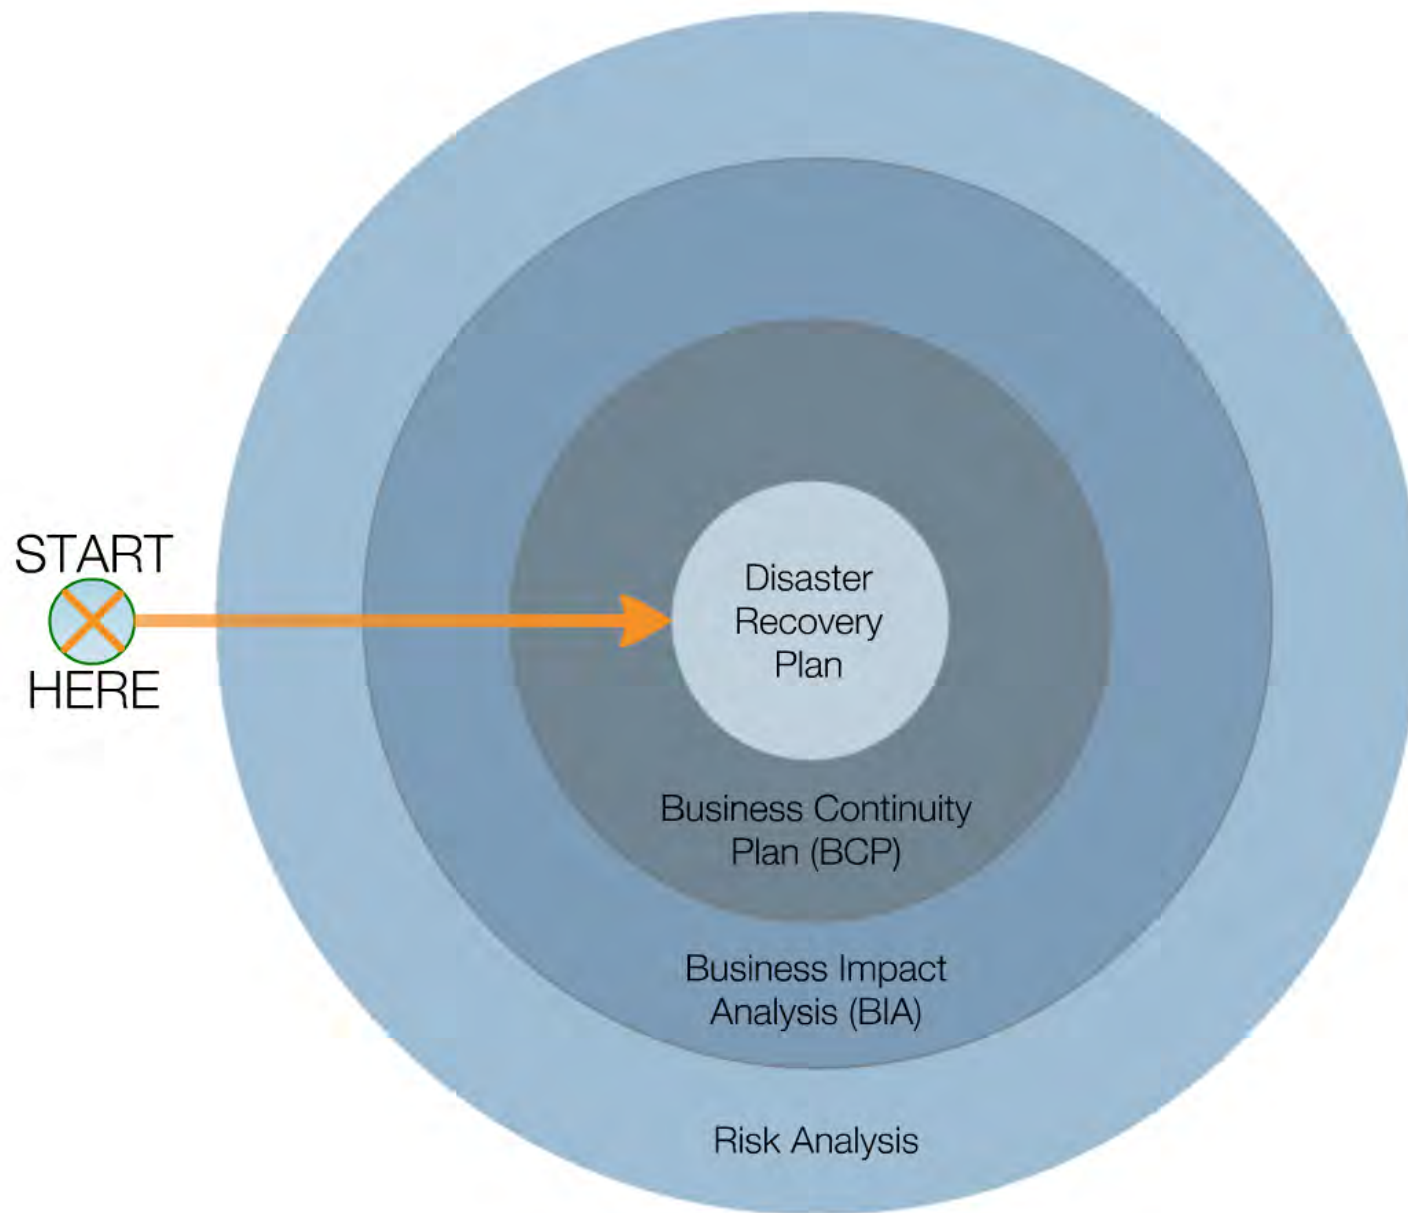 START
HERE
Disaster
Recovery
Plan
Business Continuity
Plan (BCP)
Business Impact
Analysis (BIA)
Risk Analysis